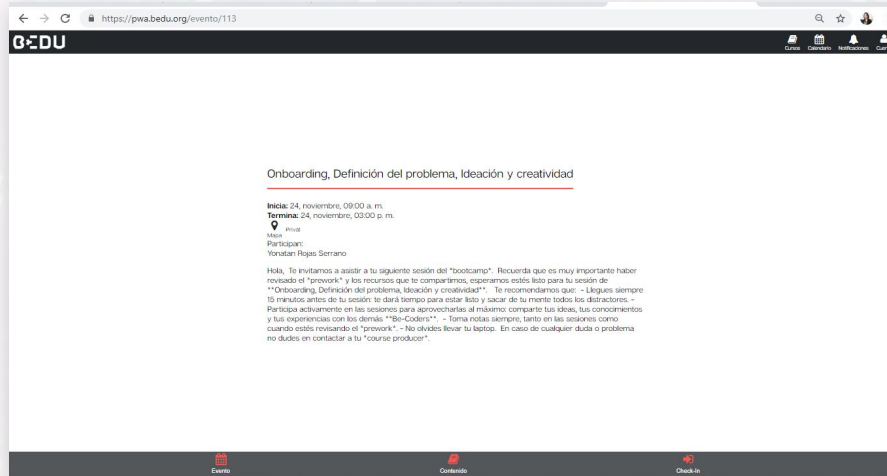 https://pwa.bedu.org/evento/113
BEDU
Cursos Calendario Notificaciones
Onboarding, Definición del problema, Ideación y creatividad
Inicia: 24, noviembre, 09:00 a. m.
Termina: 24, noviembre, 03:00 p. m.
Prival
Mapa
Participan:
Yonatan Rojas Serrano
Hola, Te invitamos a asistir a tu siguiente sesión del *bootcamp*. Recuerda que es muy importante haber
revisado el *prework* y los recursos que te compartimos, esperamos estés listo para tu sesión de
**Onboarding, Definición del problema, Ideación y creatividad**. Te recomendamos que: - Llegues siempre
15 minutos antes de tu sesión: te dará tiempo para estar listo y sacar de tu mente todos los distractores. -
Participa activamente en las sesiones para aprovecharlas al máximo: comparte tus ideas, tus conocimientos
y tus experiencias con los demás **Be-Coders**. - Toma notas siempre, tanto en las sesiones como
cuando estés revisando el *prework*. - No olvides llevar tu laptop. En caso de cualquier duda o problema
no dudes en contactar a tu *course producer*.
Evento Contenido Check-in